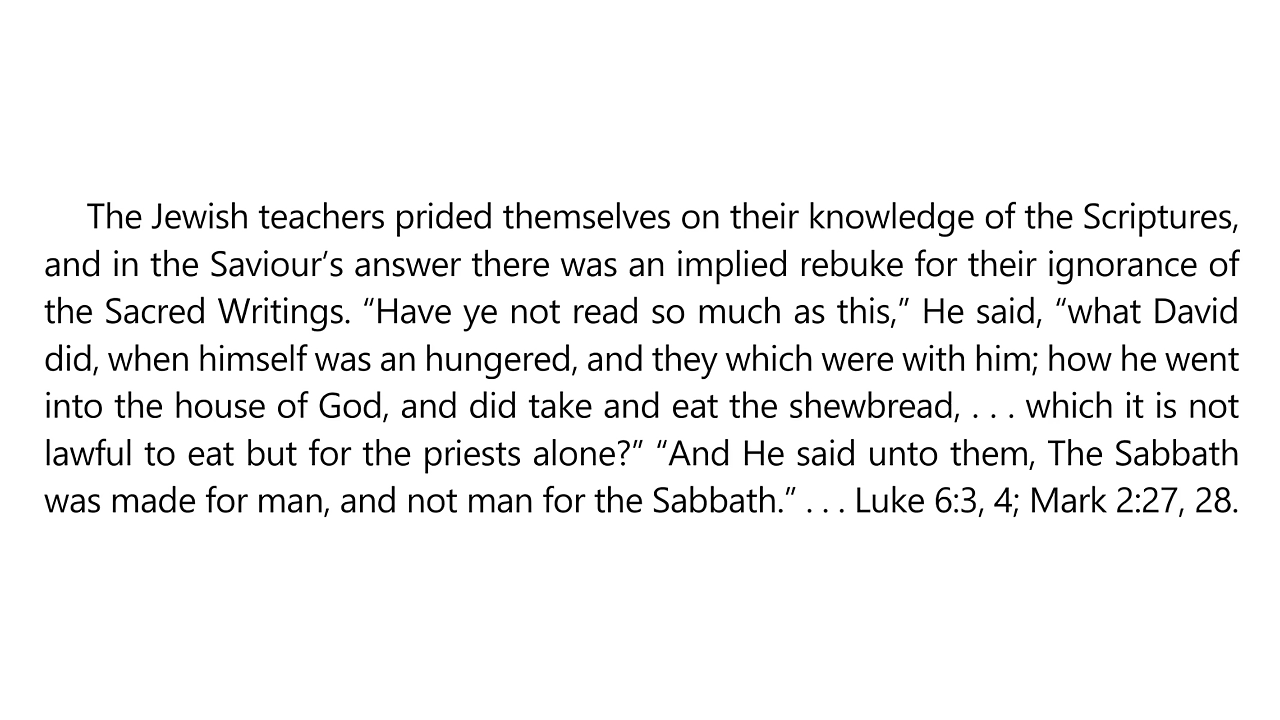 The Jewish teachers prided themselves on their knowledge of the Scriptures,
and in the Saviour’s answer there was an implied rebuke for their ignorance of
the Sacred Writings. “Have ye not read so much as this,” He said, “what David
did, when himself was an hungered, and they which were with him; how he went
into the house of God, and did take and eat the shewbread, . . . which it is not
lawful to eat but for the priests alone?” “And He said unto them, The Sabbath
was made for man, and not man for the Sabbath.” . . . Luke 6:3, 4; Mark 2:27, 28.